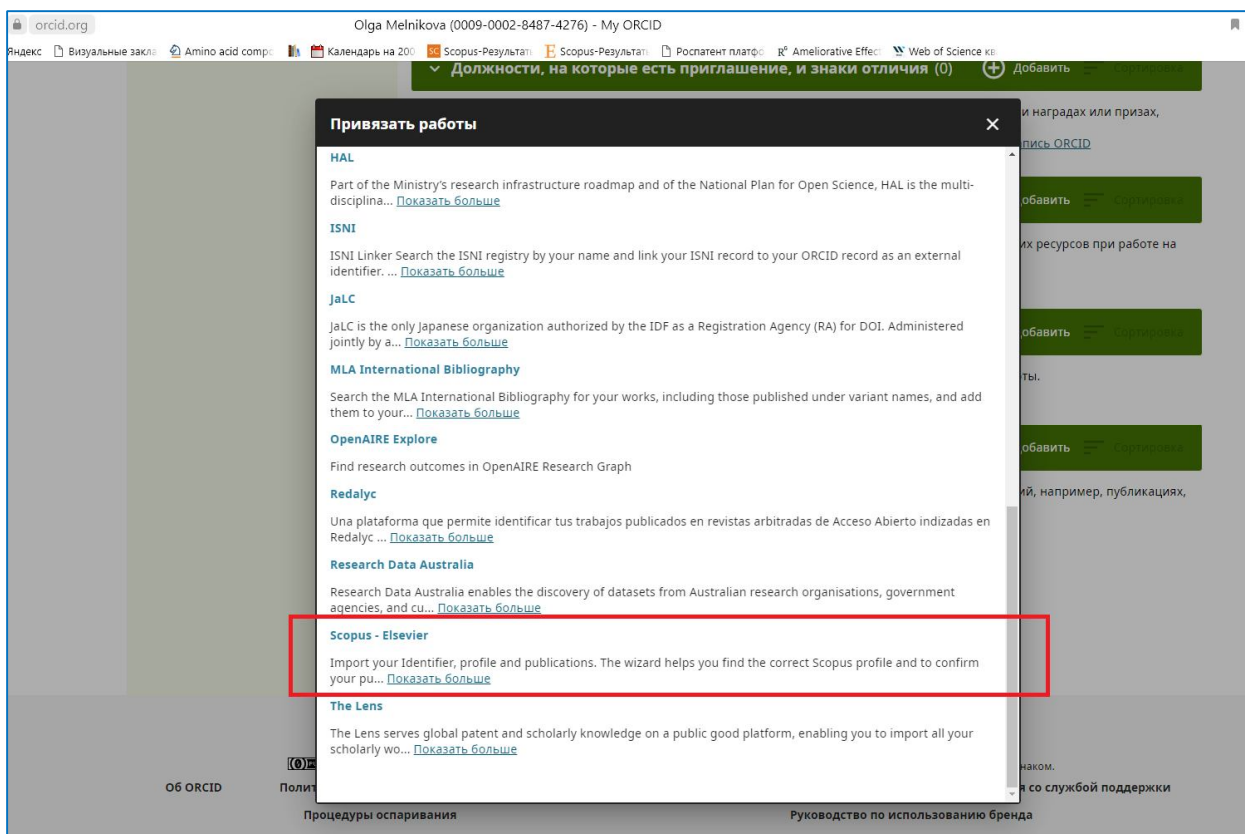 orcid.org
Olga Melnikova (0009-0002-8487-4276) - My ORCID
Яндекс Визуальные закла Amino acid compo Календарь на 200 Scopus-Результаты Scopus-Результаты Роспатент платфо Ameliorative Effec Web of Science кв
Должности, на которые есть приглашение, и знаки отличия (0) Добавить Сортировка
Привязать работы
и наградах или призах,
пись ORCID
HAL
Part of the Ministry's research infrastructure roadmap and of the National Plan for Open Science, HAL is the multi-
disciplina... Показать больше
обавить Сортировка
ISNI
их ресурсов при работе на
ISNI Linker Search the ISNI registry by your name and link your ISNI record to your ORCID record as an external
identifier. ... Показать больше
JaLC
JaLC is the only Japanese organization authorized by the IDF as a Registration Agency (RA) for DOI. Administered
jointly by a... Показать больше
обавить Сортировка
MLA International Bibliography
ты.
Search the MLA International Bibliography for your works, including those published under variant names, and add
them to your... Показать больше
OpenAIRE Explore
обавить Сортировка
Find research outcomes in OpenAIRE Research Graph
Redalyc
ий, например, публикациях,
Una plataforma que permite identificar tus trabajos publicados en revistas arbitradas de Acceso Abierto indizadas en
Redalyc ... Показать больше
Research Data Australia
Research Data Australia enables the discovery of datasets from Australian research organisations, government
agencies, and cu... Показать больше
Scopus - Elsevier
Import your Identifier, profile and publications. The wizard helps you find the correct Scopus profile and to confirm
your pu... Показать больше
The Lens
The Lens serves global patent and scholarly knowledge on a public good platform, enabling you to import all your
scholarly wo... Показать больше
наком.
Об ORCID Полит я со службой поддержки
Процедуры оспаривания Руководство по использованию бренда